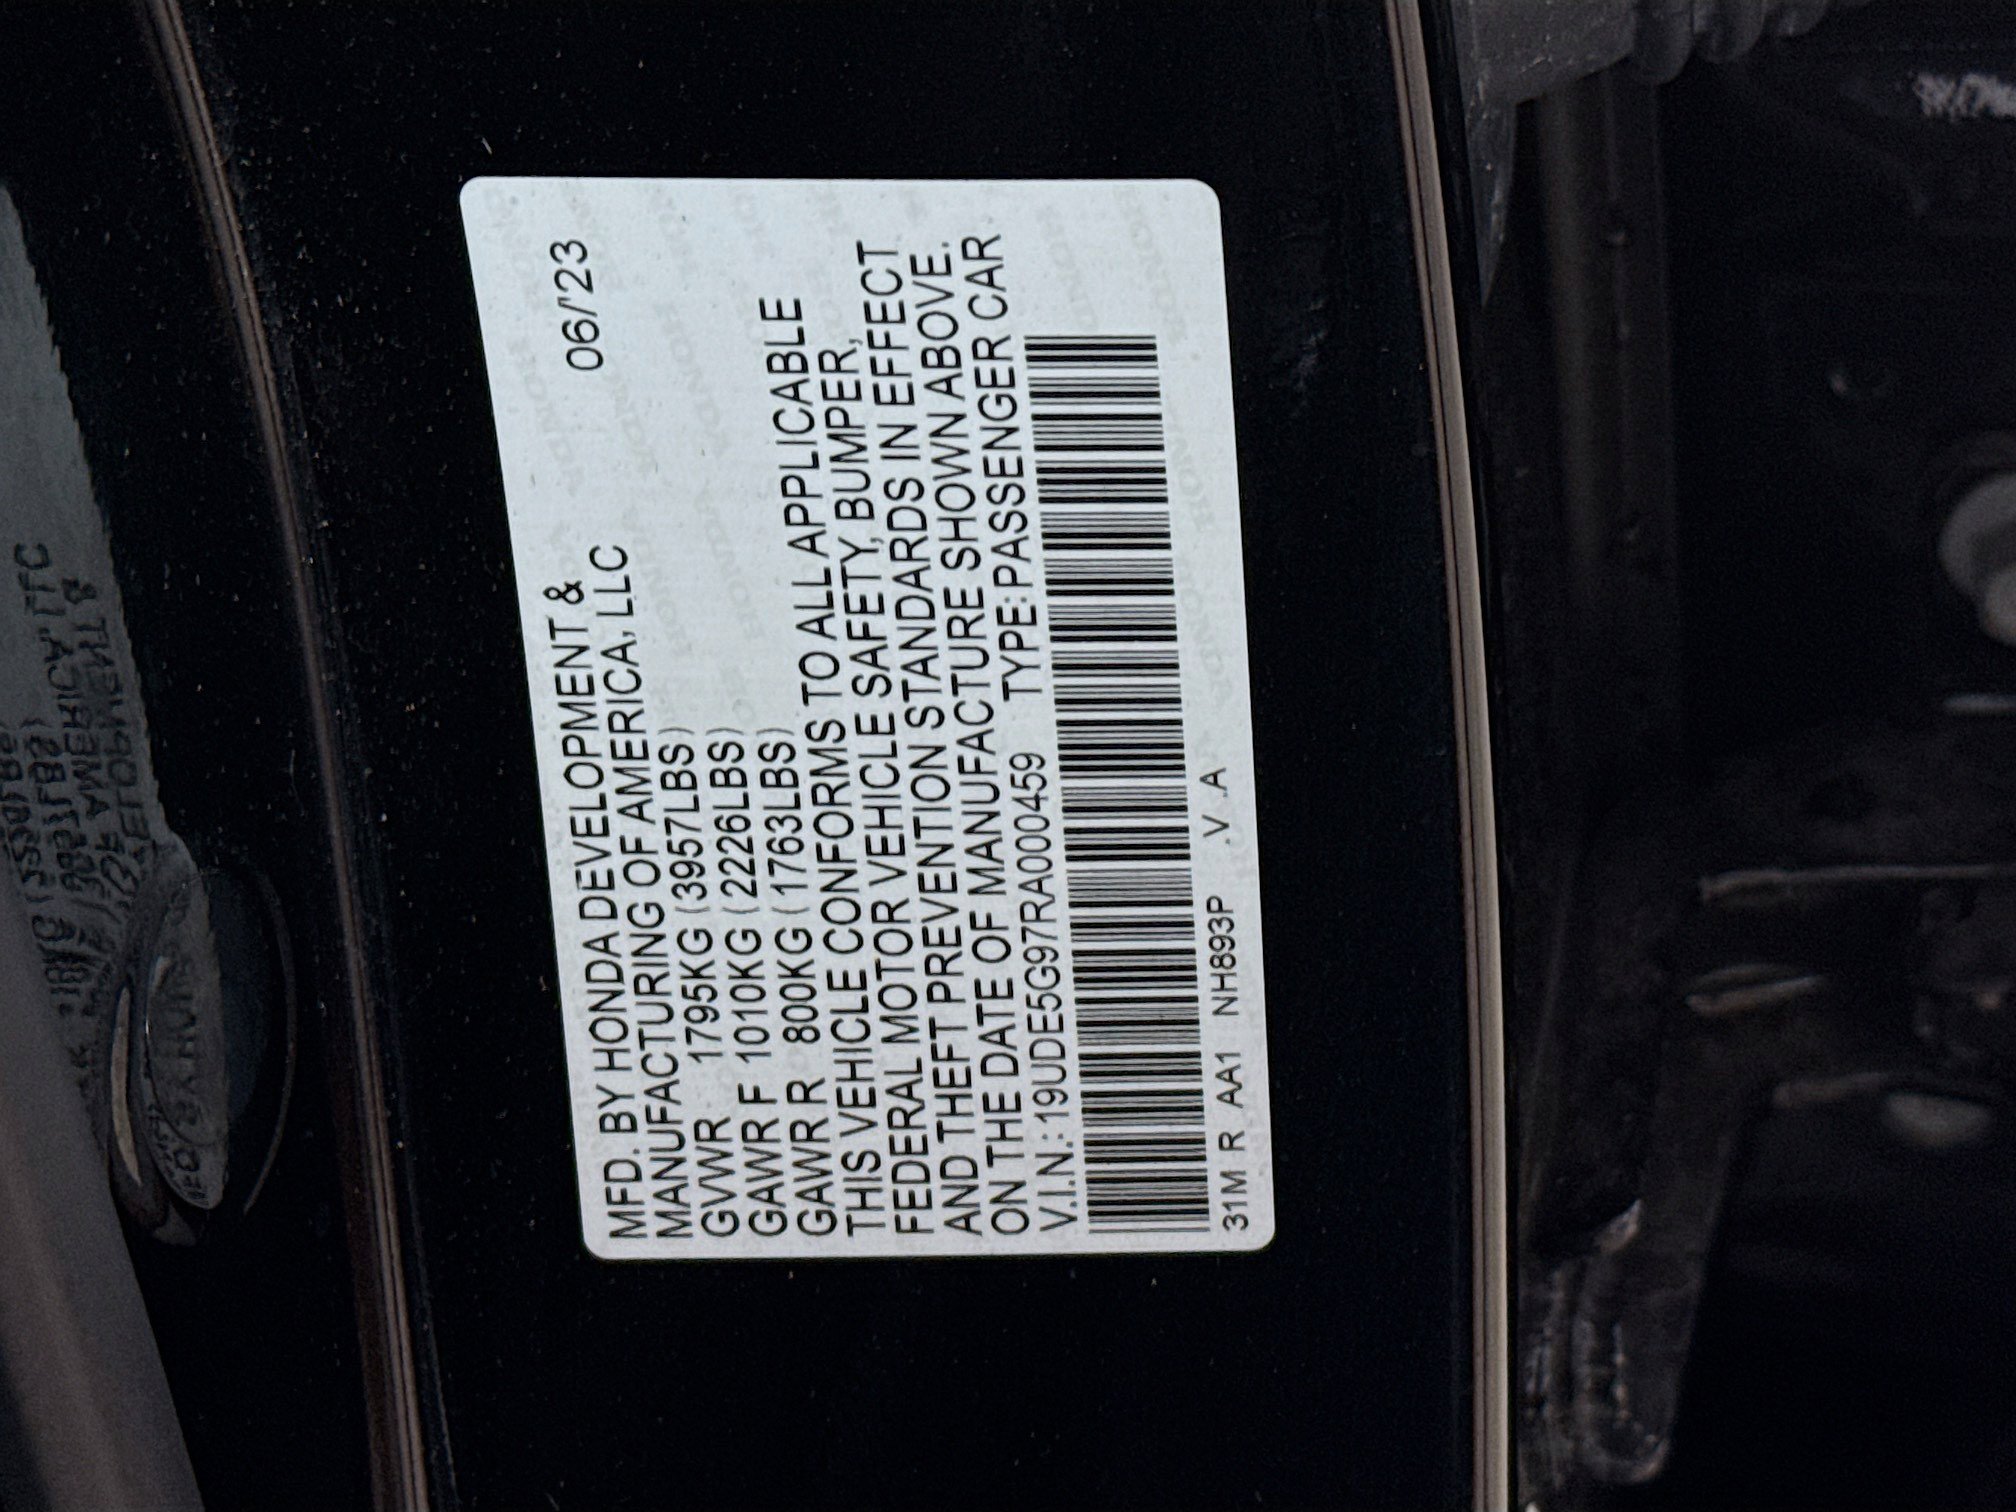 06/'23
MFD. BY HONDA DEVELOPMENT &
MANUFACTURING OF AMERICA, LLC
GVWR 1795KG (3957LBS)
GAWR F 1010KG (2226LBS)
GAWR R 800KG (1763LBS)
THIS VEHICLE CONFORMS TO ALL APPLICABLE
FEDERAL MOTOR VEHICLE SAFETY, BUMPER,
AND THEFT PREVENTION STANDARDS IN EFFECT
ON THE DATE OF MANUFACTURE SHOWN ABOVE.
V.I.N.: 19UDE5G97RA000459 TYPE: PASSENGER CAR
31M R AA1 NH893P .V .A